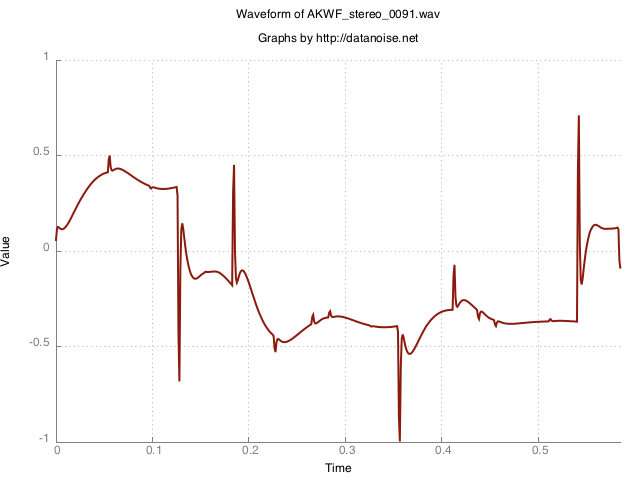 Waveform of AKWF_stereo_0091.wav
Graphs by http://datanoise.net
1
0.5
0
-0.5
-1
Value
0 0.1 0.2 0.3 0.4 0.5
Time